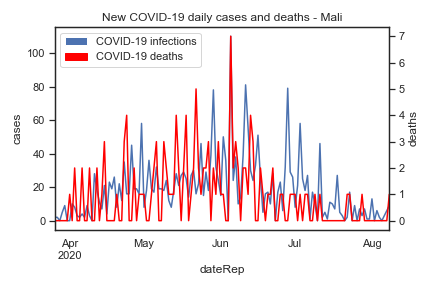 New COVID-19 daily cases and deaths - Mali
COVID-19 infections
COVID-19 deaths
cases
100
80
60
40
20
0
deaths
7
6
5
4
3
2
1
0
Apr
2020
May
Jun
Jul
Aug
dateRep